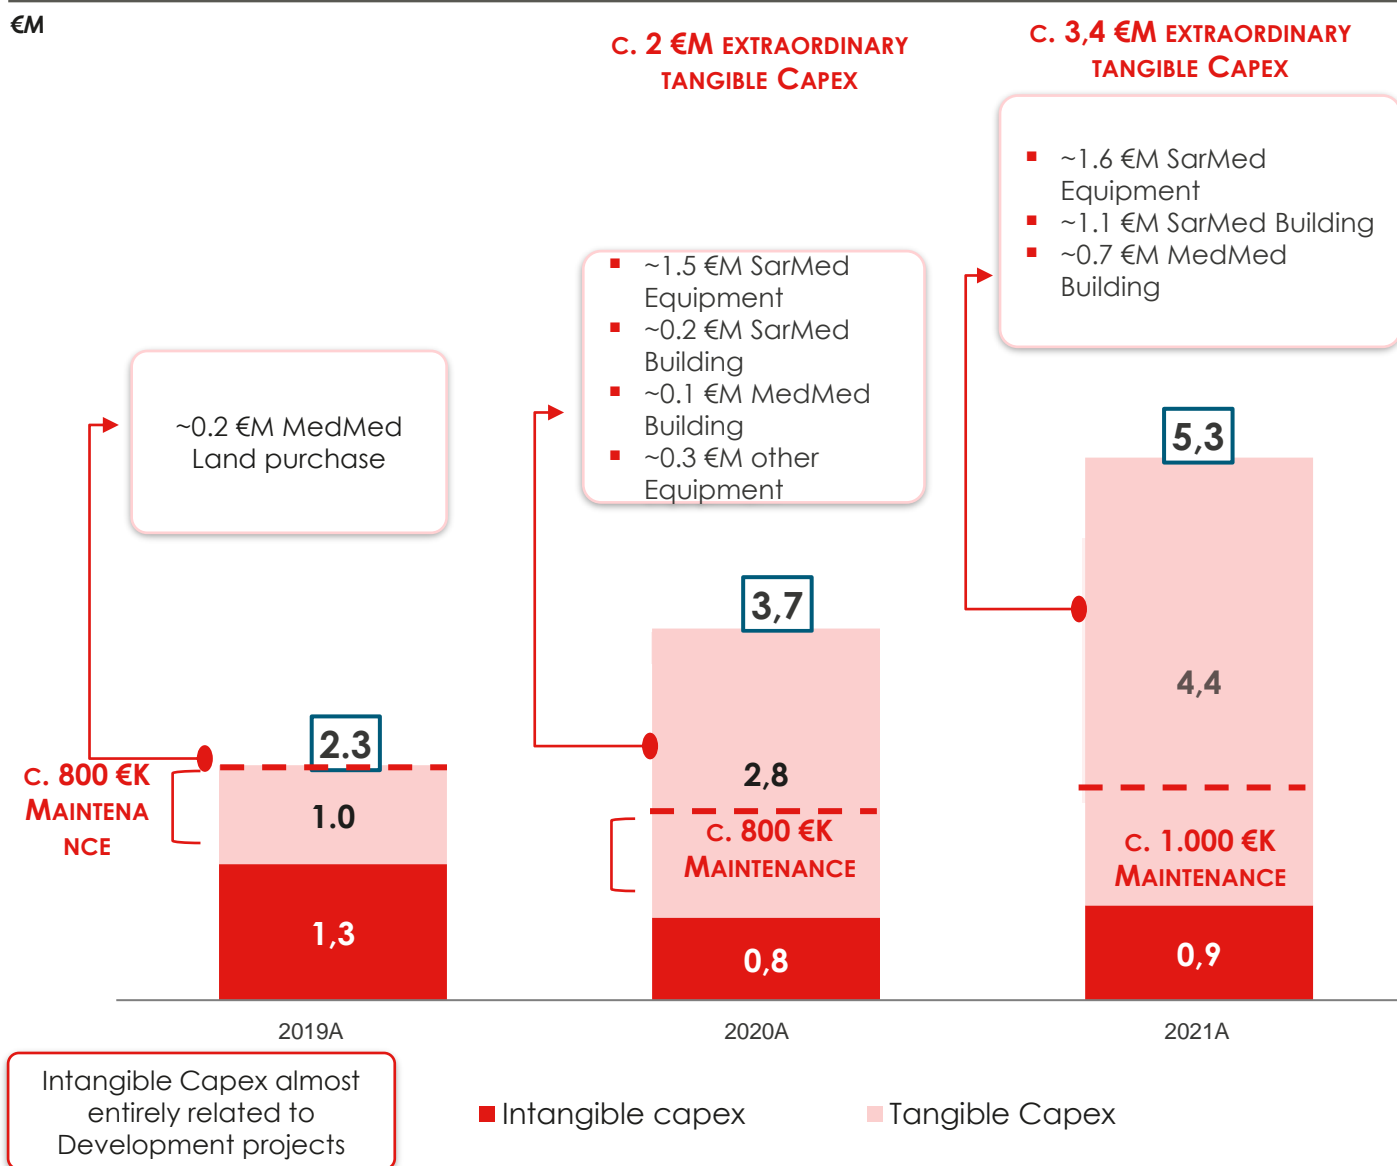 €M
C. 2 €M EXTRAORDINARY
TANGIBLE CAPEX
C. 3,4 €M EXTRAORDINARY
TANGIBLE CAPEX
▪ ~1.6 €M SarMed
Equipment
▪ ~1.1 €M SarMed Building
▪ ~0.7 €M MedMed
Building
▪ ~1.5 €M SarMed
Equipment
▪ ~0.2 €M SarMed
Building
▪ ~0.1 €M MedMed
Building
▪ ~0.3 €M other
Equipment
~0.2 €M MedMed
Land purchase
5,3
3,7
2.3
4,4
2,8
1.0
C. 800 €K
MAINTENA
NCE
C. 800 €K
MAINTENANCE
C. 1.000 €K
MAINTENANCE
1,3
0,8
0,9
2019A
2020A
2021A
Intangible Capex almost
entirely related to
Development projects
Intangible capex
Tangible Capex